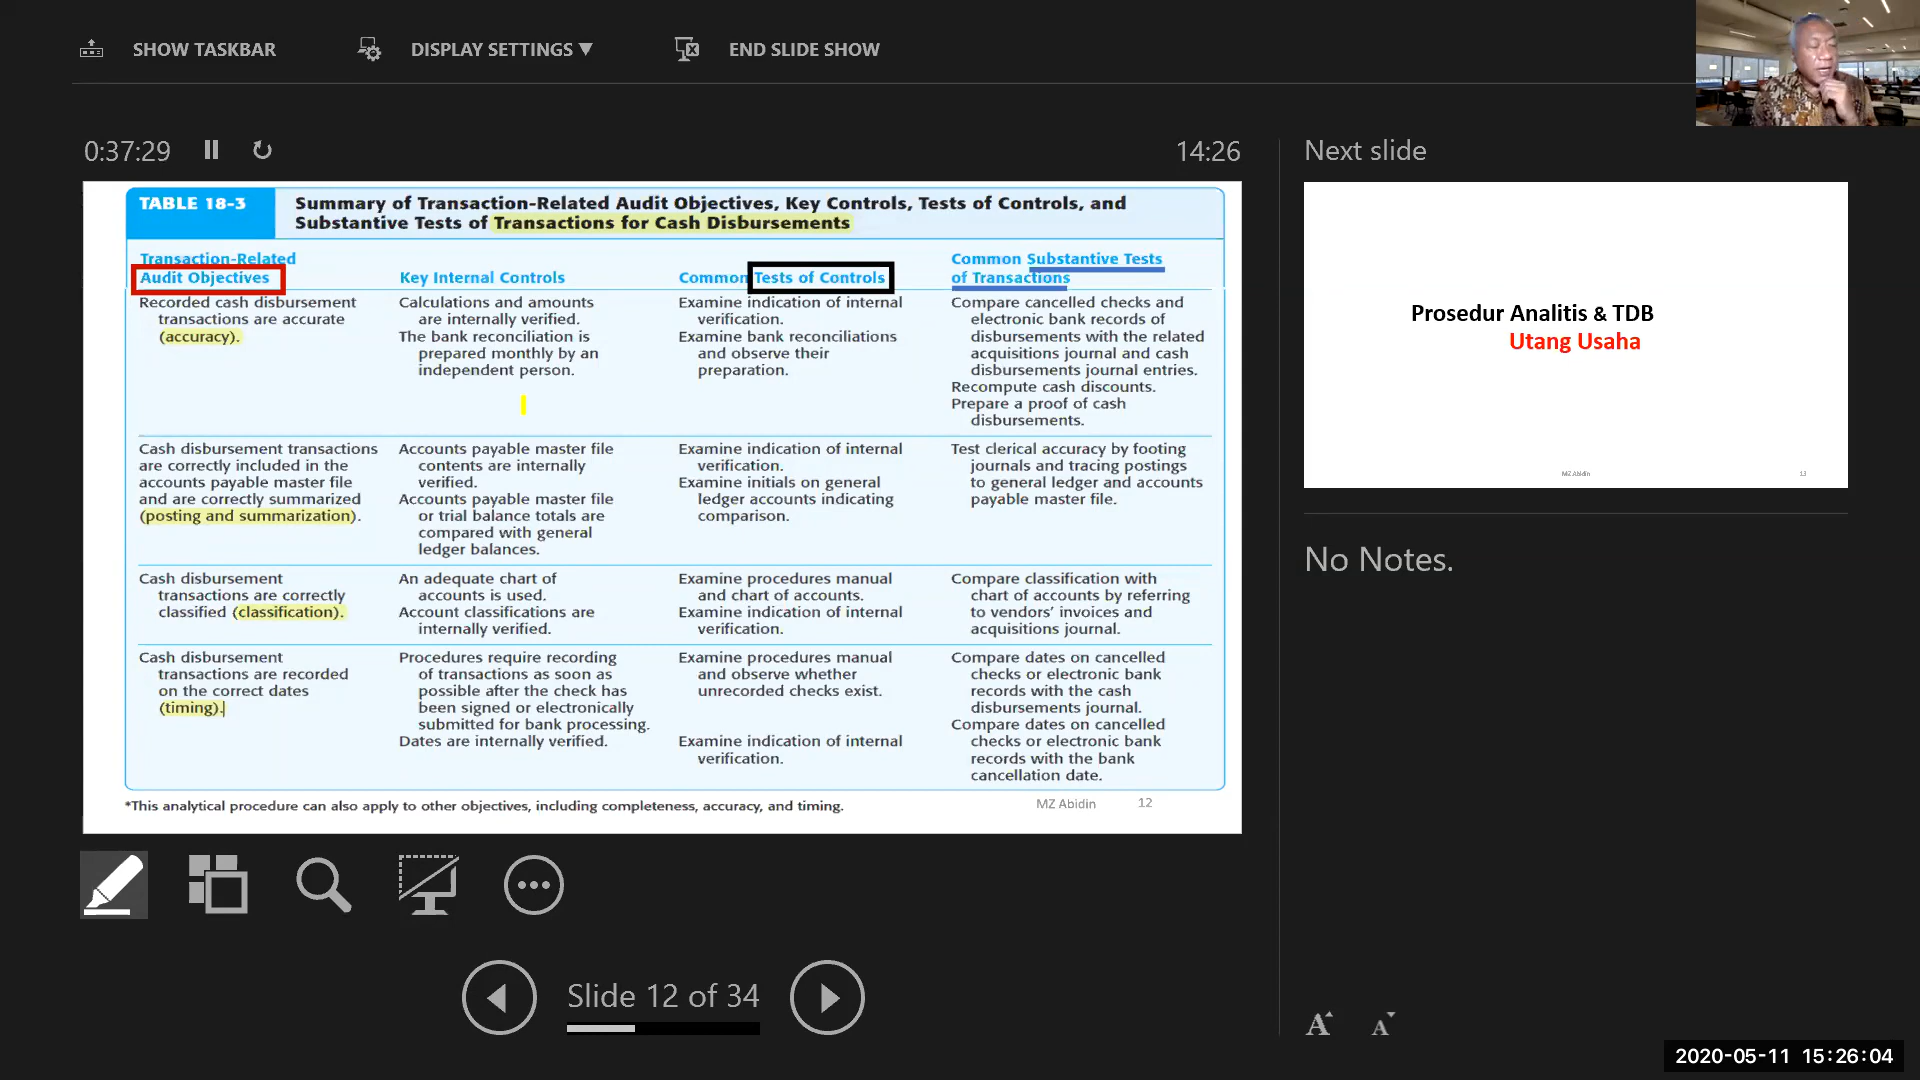 SHOW TASKBAR
DISPLAY SETTINGS ▼
END SLIDE SHOW
0:37:29
14:26
TABLE 18-3
Summary of Transaction-Related Audit Objectives, Key Controls, Tests of Controls, and
Substantive Tests of Transactions for Cash Disbursements
Transaction-Related
Audit Objectives
Key Internal Controls
Common Tests of Controls
Common Substantive Tests
of Transactions
Recorded cash disbursement
transactions are accurate
(accuracy).
Calculations and amounts
are internally verified.
The bank reconciliation is
prepared monthly by an
independent person.
Examine indication of internal
verification.
Examine bank reconciliations
and observe their
preparation.
Compare cancelled checks and
electronic bank records of
disbursements with the related
acquisitions journal and cash
disbursements journal entries.
Recompute cash discounts.
Prepare a proof of cash
disbursements.
Cash disbursement transactions
are correctly included in the
accounts payable master file
and are correctly summarized
(posting and summarization).
Accounts payable master file
contents are internally
verified.
Accounts payable master file
or trial balance totals are
compared with general
ledger balances.
Examine indication of internal
verification.
Examine initials on general
ledger accounts indicating
comparison.
Test clerical accuracy by footing
journals and tracing postings
to general ledger and accounts
payable master file.
Cash disbursement
transactions are correctly
classified (classification).
An adequate chart of
accounts is used.
Account classifications are
internally verified.
Examine procedures manual
and chart of accounts.
Examine indication of internal
verification.
Compare classification with
chart of accounts by referring
to vendors' invoices and
acquisitions journal.
Cash disbursement
transactions are recorded
on the correct dates
(timing).
Procedures require recording
of transactions as soon as
possible after the check has
been signed or electronically
submitted for bank processing.
Dates are internally verified.
Examine procedures manual
and observe whether
unrecorded checks exist.
Examine indication of internal
verification.
Compare dates on cancelled
checks or electronic bank
records with the cash
disbursements journal.
Compare dates on cancelled
checks or electronic bank
records with the bank
cancellation date.
*This analytical procedure can also apply to other objectives, including completeness, accuracy, and timing.
MZ Abidin 12
Slide 12 of 34
Next slide
Prosedur Analitis & TDB
Utang Usaha
MZ Abidin 13
No Notes.
A A
2020-05-11 15:26:04